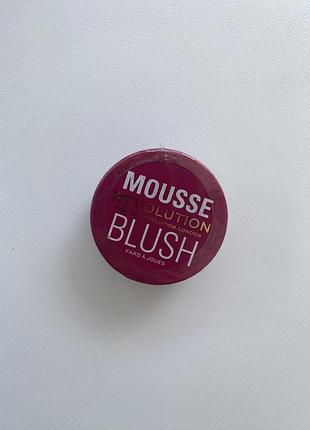 MOUSSE
REVOLUTION
REVOLUTION LONDON
BLUSH
FARD À JOUES